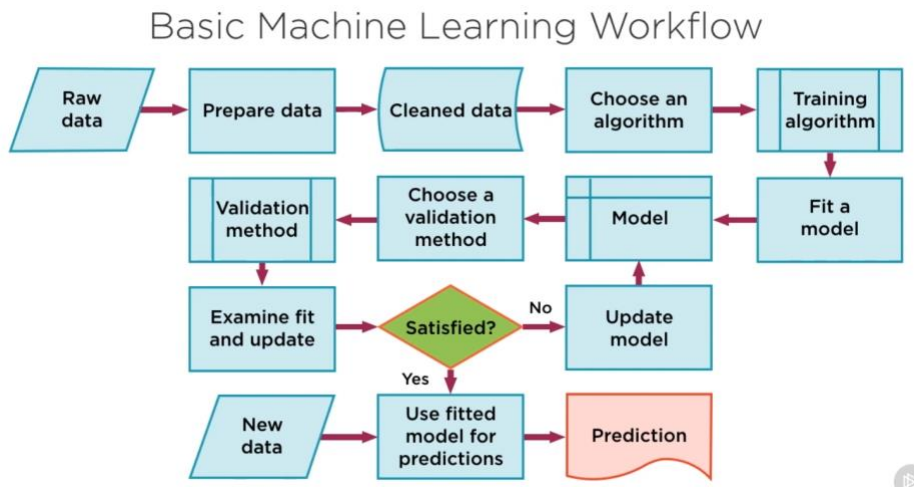 Basic Machine Learning Workflow
Raw
data
Prepare data
Cleaned data
Choose an
algorithm
Training
algorithm
Fit a
model
Model
Choose a
validation
method
Validation
method
Examine fit
and update
Satisfied?
No
Update
model
Yes
New
data
Use fitted
model for
predictions
Prediction